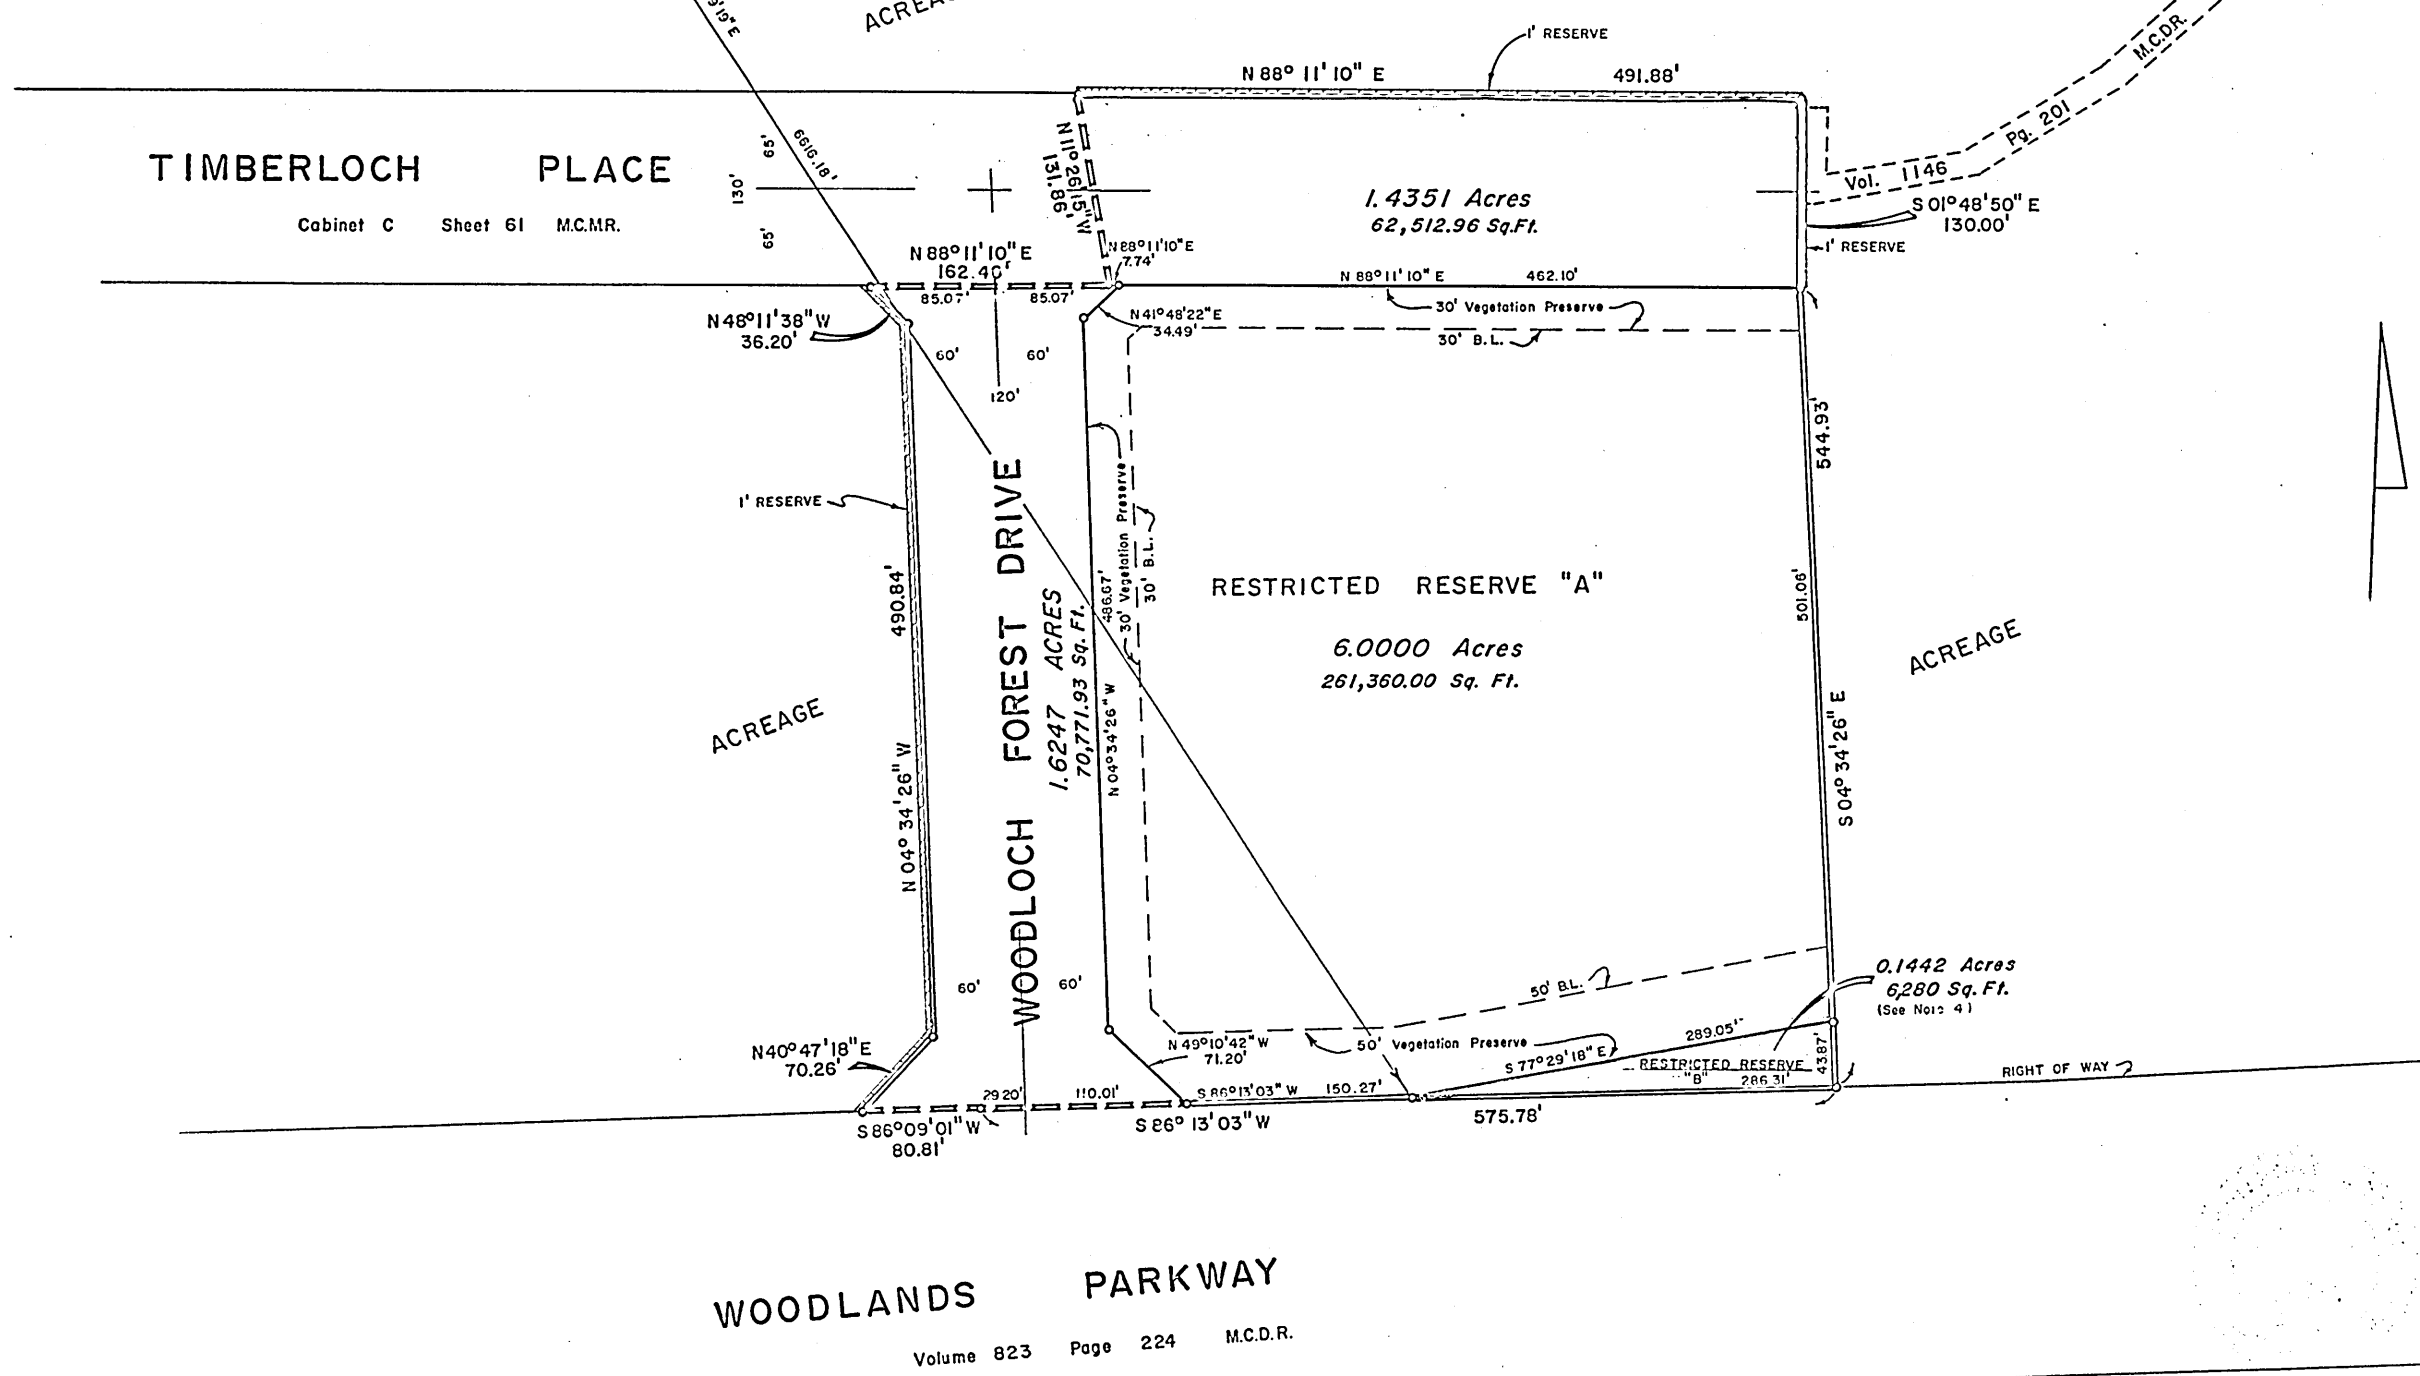 ACREA
9'19" E
1' RESERVE
M.C.D.R.
N 88° 11' 10" E
491.88'
TIMBERLOCH PLACE
Cabinet C Sheet 61 M.C.M.R.
65'
130'
65'
6616.18'
N 11° 26' 15" W
131.86'
1.4351 Acres
62,512.96 Sq.Ft.
Pg. 201
Vol. 1146
S 01° 48' 50" E
130.00'
1' RESERVE
N 88° 11' 10" E
162.40'
85.07'
85.07'
N 88° 11' 10" E
7.74'
N 88° 11' 10" E
462.10'
30' Vegetation Preserve
30' B.L.
N 48° 11' 38" W
36.20'
N 41° 48' 22" E
34.49'
60'
60'
120'
544.93'
1' RESERVE
490.84'
N 04° 34' 26" W
WOODLOCH FOREST DRIVE
1.6247 ACRES
70,771.93 Sq. Ft.
486.67'
N 04° 34' 26" W
30' Vegetation Preserve
30' B.L.
RESTRICTED RESERVE "A"
6.0000 Acres
261,360.00 Sq. Ft.
501.06'
S 04° 34' 26" E
ACREAGE
ACREAGE
60'
60'
0.1442 Acres
6,280 Sq. Ft.
(See Note 4)
50' B.L.
N 40° 47' 18" E
70.26'
N 49° 10' 42" W
71.20'
50' Vegetation Preserve
S 77° 29' 18" E
289.05'
RESTRICTED RESERVE
"B"
286.31'
43.87'
RIGHT OF WAY
29.20'
110.01'
S 86° 13' 03" W
150.27'
S 86° 09' 01" W
80.81'
S 86° 13' 03" W
575.78'
WOODLANDS PARKWAY
Volume 823 Page 224 M.C.D.R.